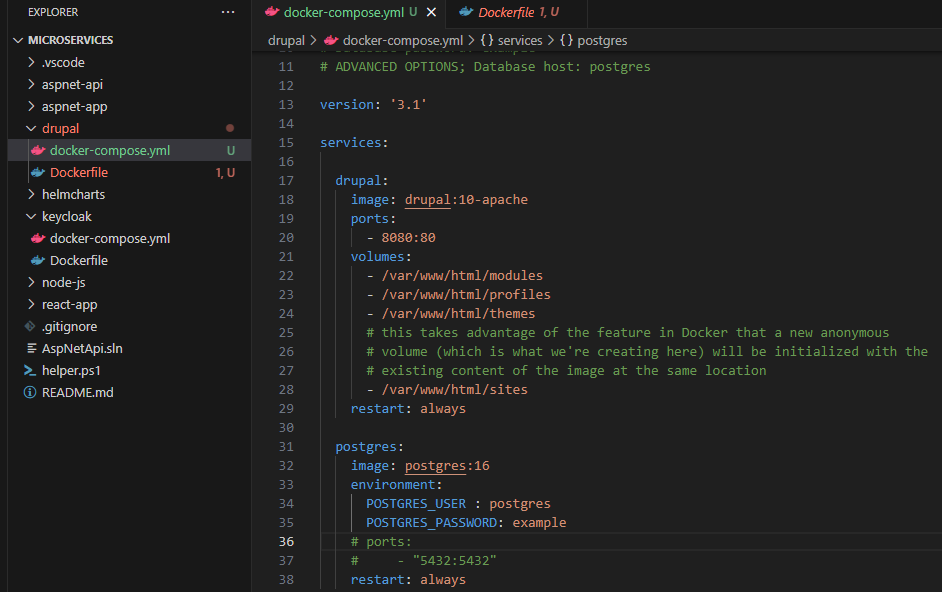 EXPLORER ...
MICROSERVICES
.vscode
aspnet-api
aspnet-app
drupal
docker-compose.yml U
Dockerfile 1, U
helmcharts
keycloak
docker-compose.yml
Dockerfile
node-js
react-app
.gitignore
AspNetApi.sln
helper.ps1
README.md
docker-compose.yml U
Dockerfile 1, U
drupal > docker-compose.yml > {} services > {} postgres
11 # ADVANCED OPTIONS; Database host: postgres
12
13 version: '3.1'
14
15 services:
16
17 drupal:
18 image: drupal:10-apache
19 ports:
20 - 8080:80
21 volumes:
22 - /var/www/html/modules
23 - /var/www/html/profiles
24 - /var/www/html/themes
25 # this takes advantage of the feature in Docker that a new anonymous
26 # volume (which is what we're creating here) will be initialized with the
27 # existing content of the image at the same location
28 - /var/www/html/sites
29 restart: always
30
31 postgres:
32 image: postgres:16
33 environment:
34 POSTGRES_USER : postgres
35 POSTGRES_PASSWORD: example
36 # ports:
37 # - "5432:5432"
38 restart: always